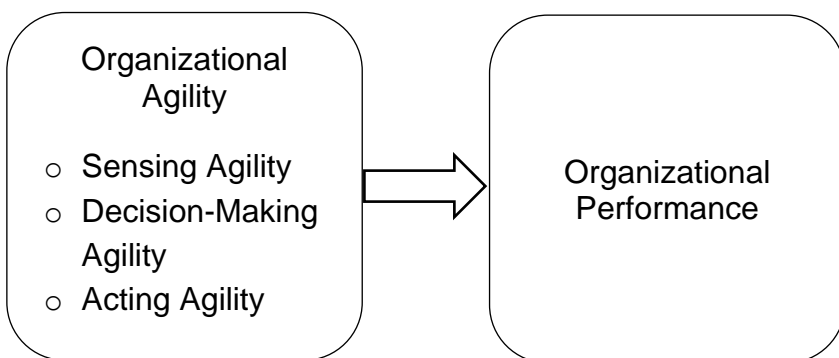 Organizational
Agility
o Sensing Agility
o Decision-Making
Agility
o Acting Agility
Organizational
Performance